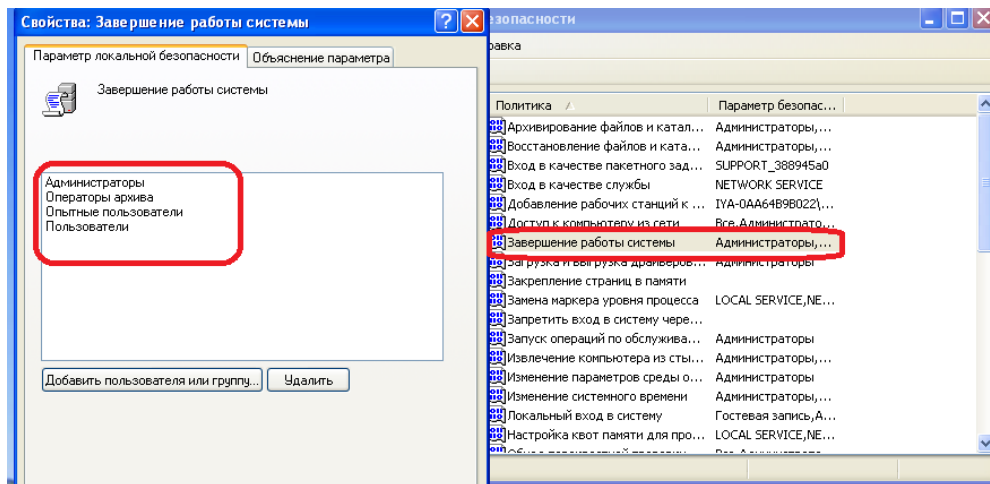 Свойства: Завершение работы системы
Параметр локальной безопасности
Объяснение параметра
Завершение работы системы
Администраторы
Операторы архива
Опытные пользователи
Пользователи
Добавить пользователя или группу...
Удалить
езопасности
равка
Политика
Параметр безопас...
Архивирование файлов и катал... Администраторы,...
Восстановление файлов и ката... Администраторы,...
Вход в качестве пакетного зад... SUPPORT_388945a0
Вход в качестве службы NETWORK SERVICE
Добавление рабочих станций к ... IYA-0AA64B9B022\...
Доступ к компьютеру из сети Все,Администрато...
Завершение работы системы Администраторы,...
Загрузка и выгрузка драйверов... Администраторы
Закрепление страниц в памяти
Замена маркера уровня процесса LOCAL SERVICE,NE...
Запретить вход в систему чере...
Запуск операций по обслужива... Администраторы
Извлечение компьютера из сты... Администраторы,...
Изменение параметров среды о... Администраторы
Изменение системного времени Администраторы,...
Локальный вход в систему Гостевая запись,А...
Настройка квот памяти для про... LOCAL SERVICE,NE...